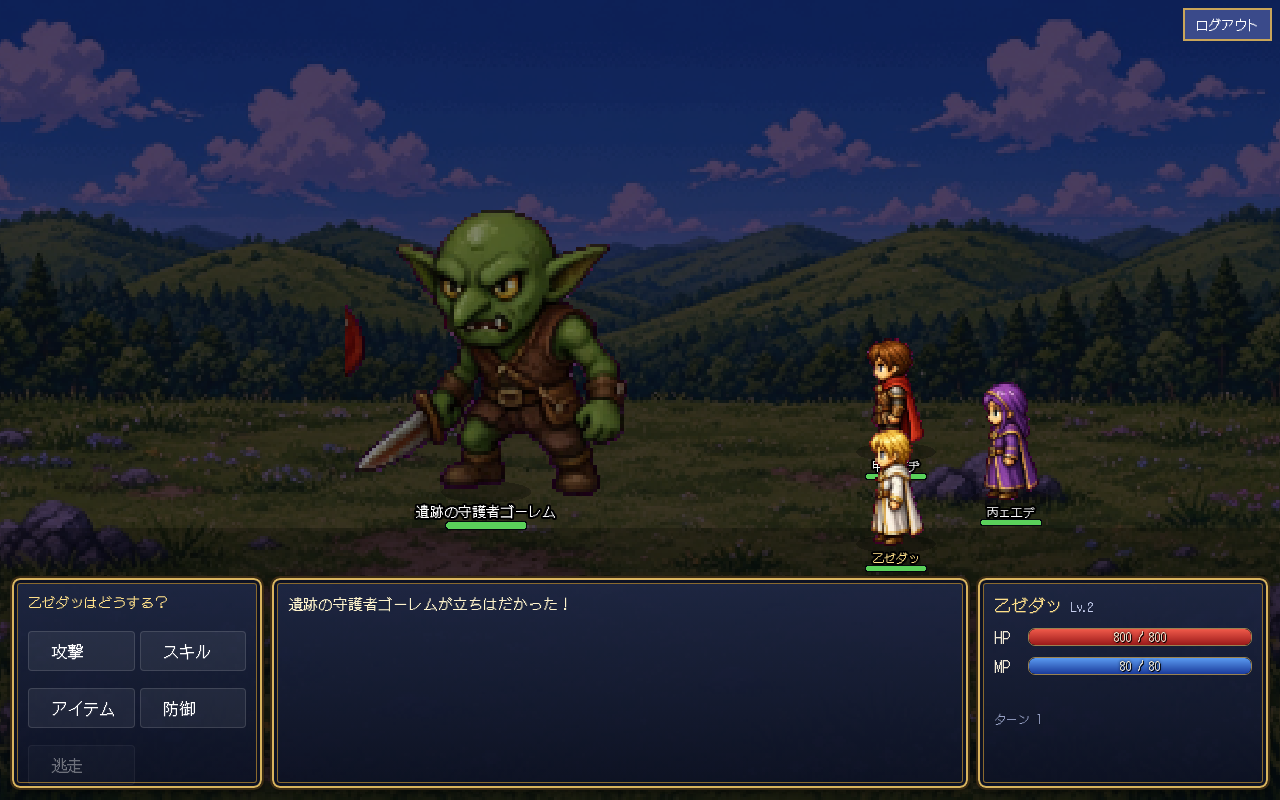 ログアウト
遺跡の守護者ゴーレム
丙ェエデ
乙ゼダッ
乙ゼダッはどうする？
攻撃
スキル
アイテム
防御
逃走
遺跡の守護者ゴーレムが立ちはだかった！
乙ゼダッ Lv.2
HP 800 / 800
MP 80 / 80
ターン 1